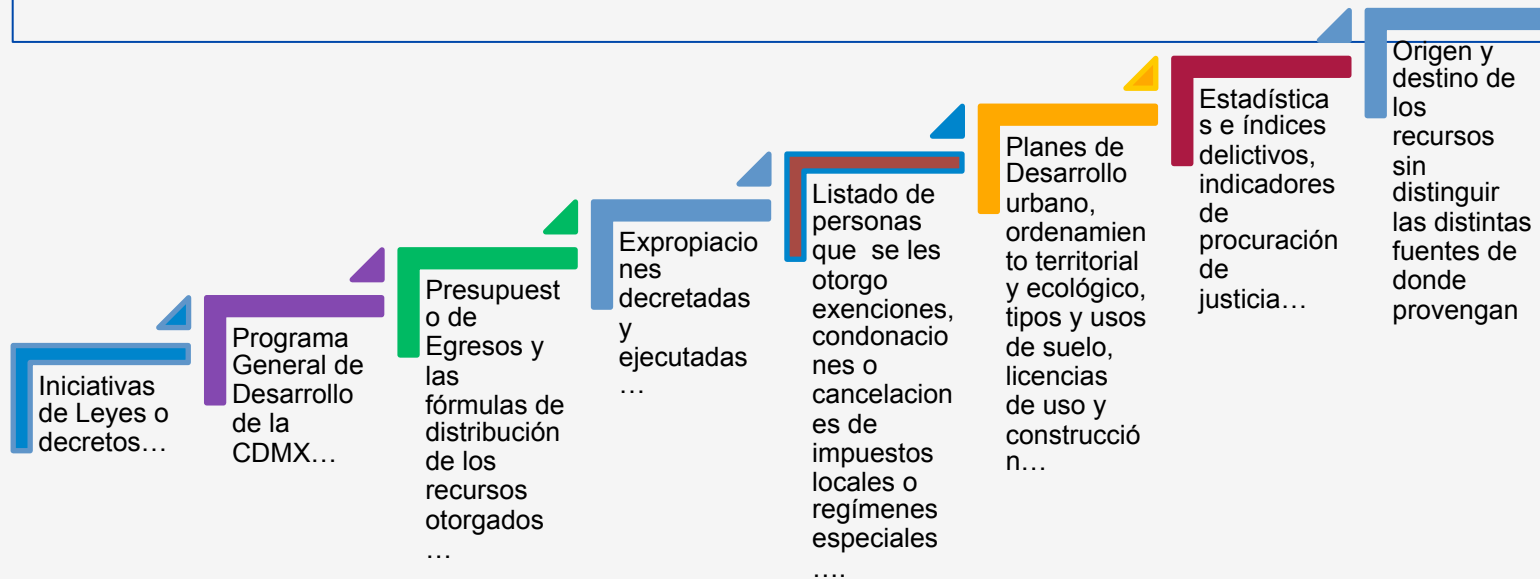 Iniciativas
de Leyes o
decretos…
Programa
General de
Desarrollo
de la
CDMX…
Presupuest
o de
Egresos y
las
fórmulas de
distribución
de los
recursos
otorgados
…
Expropiacio
nes
decretadas
y
ejecutadas
…
Listado de
personas
que  se les
otorgo
exenciones,
condonacio
nes o
cancelacion
es de
impuestos
locales o
regímenes
especiales
….
Planes de
Desarrollo
urbano,
ordenamien
to territorial
y ecológico,
tipos y usos
de suelo,
licencias
de uso y
construcció
n…
Estadística
s e índices
delictivos,
indicadores
de
procuración
de
justicia…
Origen y
destino de
los
recursos
sin
distinguir
las distintas
fuentes de
donde
provengan